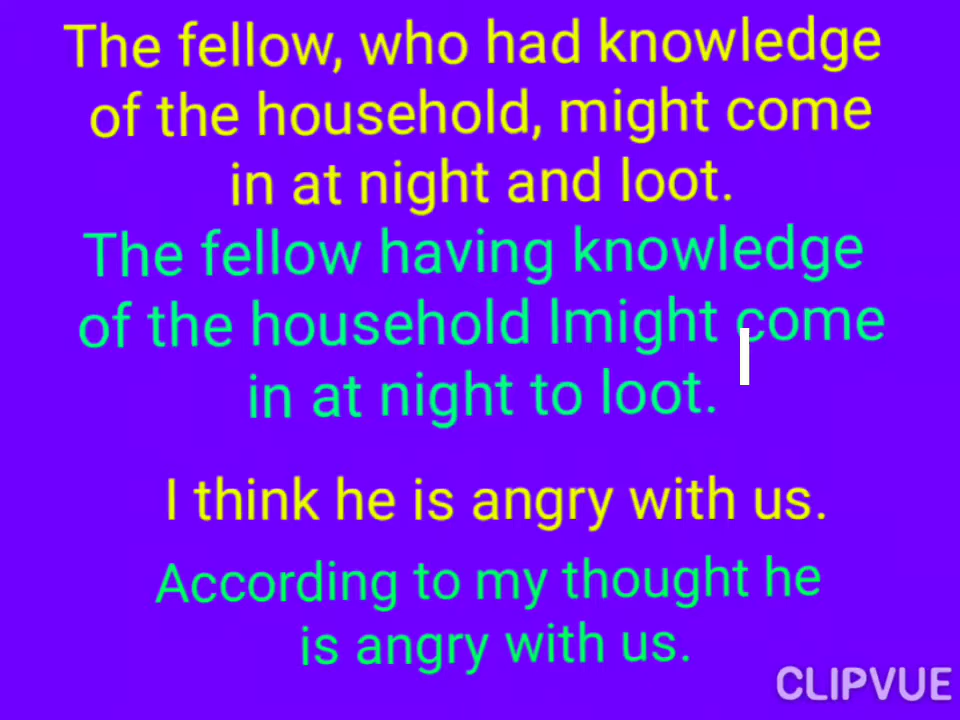 The fellow, who had knowledge
of the household, might come
in at night and loot.
The fellow having knowledge
of the household lmight come
in at night to loot.
I think he is angry with us.
According to my thought he
is angry with us.
CLIPVUE